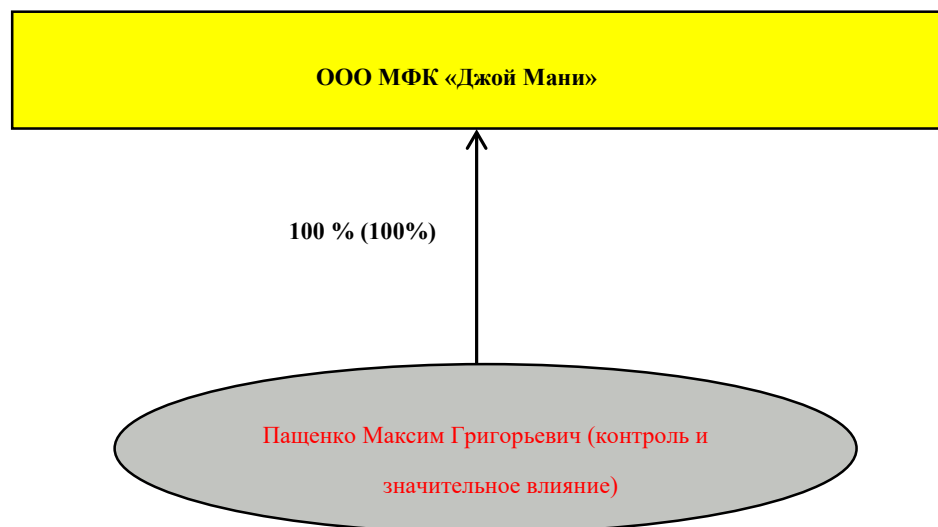 ООО МФК «Джой Мани»
100 % (100%)
Пащенко Максим Григорьевич (контроль и
значительное влияние)